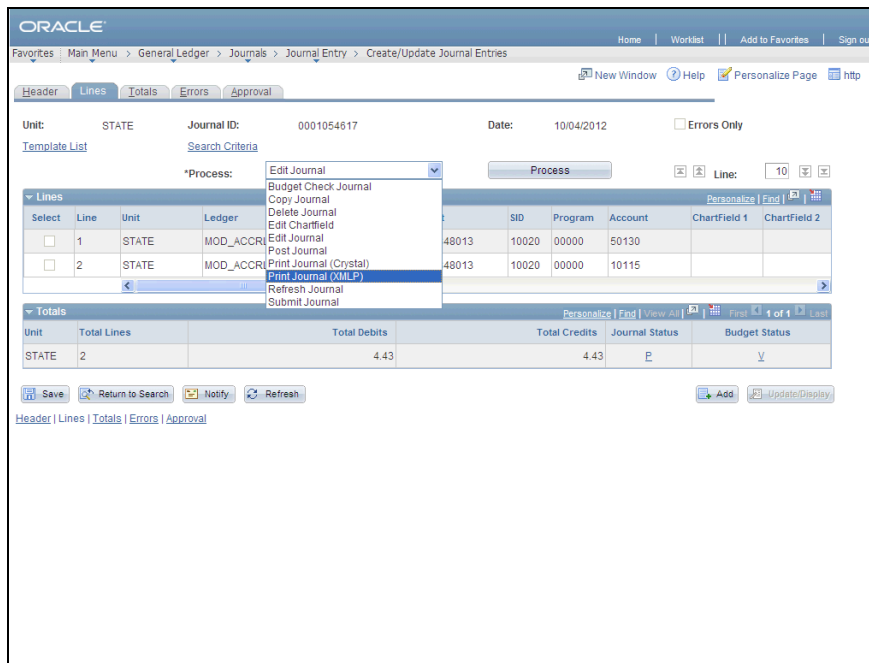 ORACLE
Home | Worklist || Add to Favorites | Sign ou
Favorites Main Menu > General Ledger > Journals > Journal Entry > Create/Update Journal Entries
New Window Help Personalize Page http
Header Lines Totals Errors Approval
Unit: STATE Journal ID: 0001054617 Date: 10/04/2012 Errors Only
Template List Search Criteria
*Process: Edit Journal Process Line: 10
Budget Check Journal
Copy Journal
Delete Journal
Edit Chartfield
Edit Journal
Post Journal
Print Journal (Crystal)
Print Journal (XMLP)
Refresh Journal
Submit Journal
Lines Personalize | Find |
Select Line Unit Ledger t SID Program Account ChartField 1 ChartField 2
1 STATE MOD_ACCRL 48013 10020 00000 50130
2 STATE MOD_ACCRL 48013 10020 00000 10115
Totals Personalize | Find | View All | First 1 of 1 Last
Unit Total Lines Total Debits Total Credits Journal Status Budget Status
STATE 2 4.43 4.43 P V
Save Return to Search Notify Refresh Add Update/Display
Header | Lines | Totals | Errors | Approval